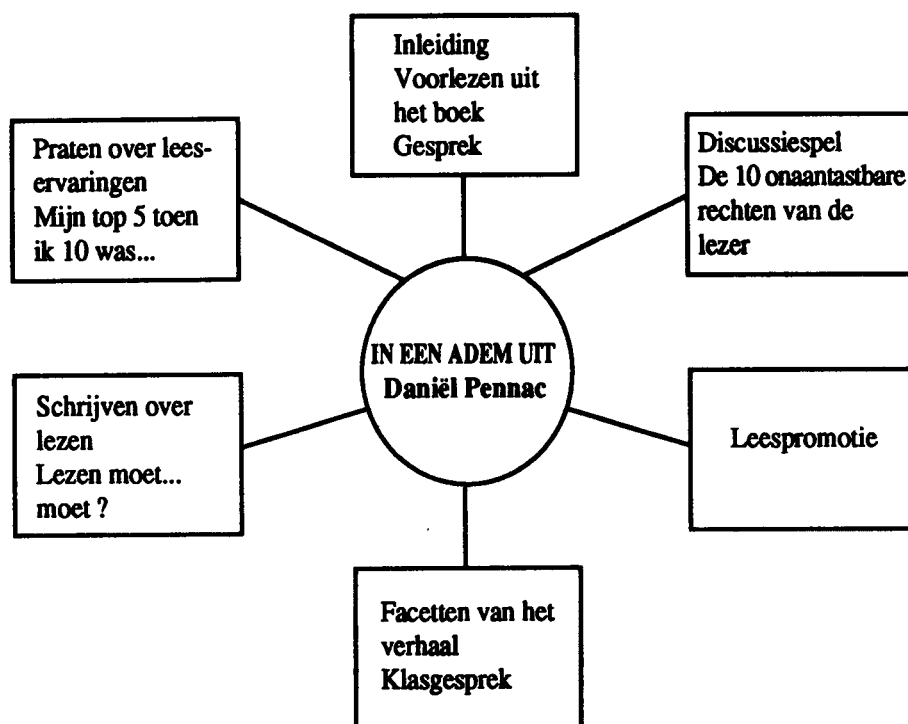 Inleiding
Voorlezen uit
het boek
Gesprek
Praten over lees-
ervaringen
Mijn top 5 toen
ik 10 was...
Discussiespel
De 10 onaantastbare
rechten van de
lezer
IN EEN ADEM UIT
Daniël Pennac
Schrijven over
lezen
Lezen moet...
moet ?
Leespromotie
Facetten van het
verhaal
Klasgesprek